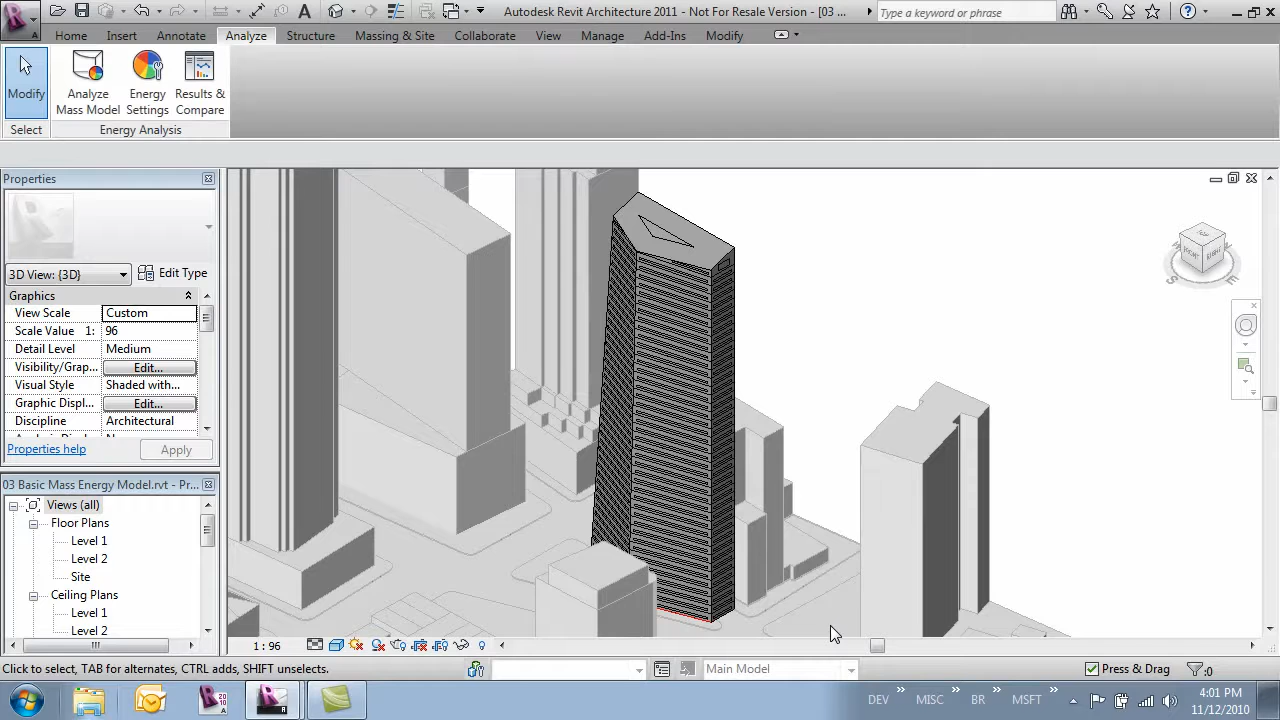 Autodesk Revit Architecture 2011 - Not For Resale Version - [03 ...
Type a keyword or phrase
Home Insert Annotate Analyze Structure Massing & Site Collaborate View Manage Add-Ins Modify
Modify
Analyze
Mass Model
Energy
Settings
Results &
Compare
Select
Energy Analysis
Properties
3D View: {3D}
Edit Type
Graphics
View Scale Custom
Scale Value 1: 96
Detail Level Medium
Visibility/Grap... Edit...
Visual Style Shaded with...
Graphic Displ... Edit...
Discipline Architectural
Properties help
Apply
03 Basic Mass Energy Model.rvt - Pr...
Views (all)
Floor Plans
Level 1
Level 2
Site
Ceiling Plans
Level 1
Level 2
1 : 96
Click to select, TAB for alternates, CTRL adds, SHIFT unselects.
Main Model
Press & Drag
:0
DEV
MISC
BR
MSFT
4:01 PM
11/12/2010